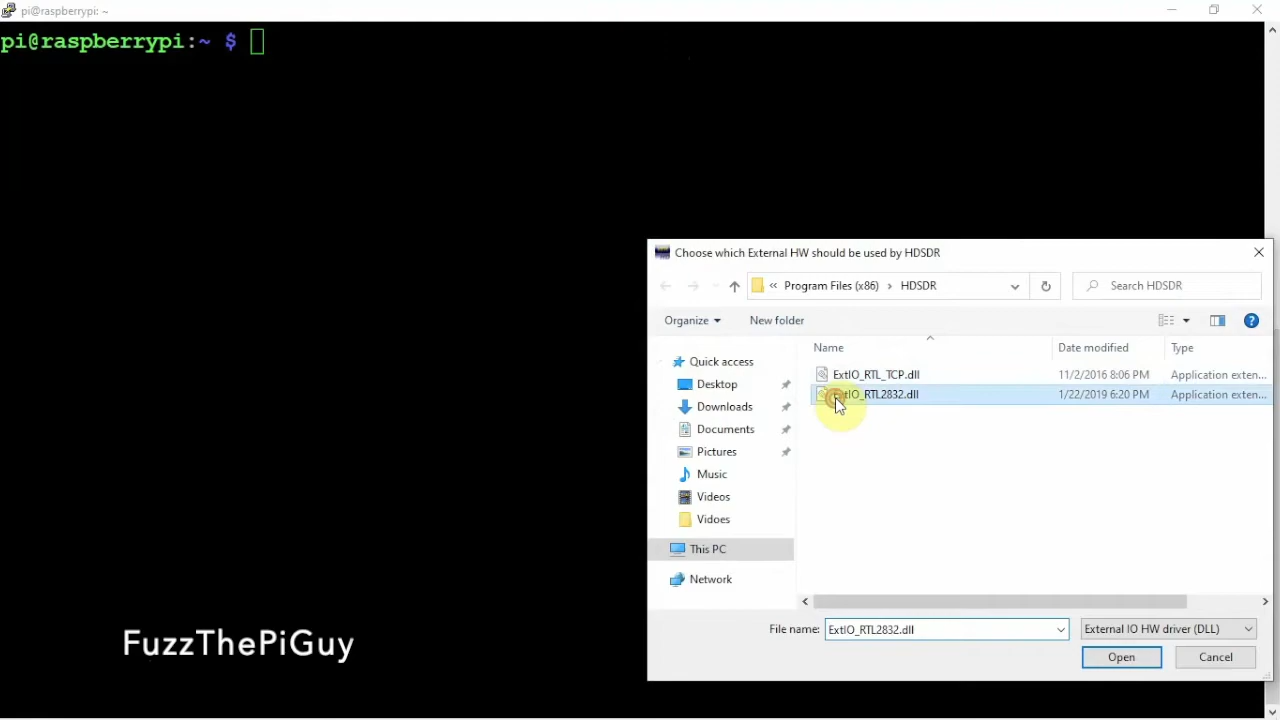 pi@raspberrypi: ~
pi@raspberrypi:~ $
Choose which External HW should be used by HDSDR
« Program Files (x86) › HDSDR
Search HDSDR
Organize
New folder
Name
Date modified
Type
ExtIO_RTL_TCP.dll
11/2/2016 8:06 PM
Application exten...
ExtIO_RTL2832.dll
1/22/2019 6:20 PM
Application exten...
Quick access
Desktop
Downloads
Documents
Pictures
Music
Videos
Vidoes
This PC
Network
File name: ExtIO_RTL2832.dll
External IO HW driver (DLL)
Open
Cancel
FuzzThePiGuy